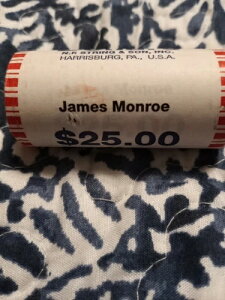 N.F. STRING & SON, INC.
HARRISBURG, PA., U.S.A.
James Monroe
$25.00